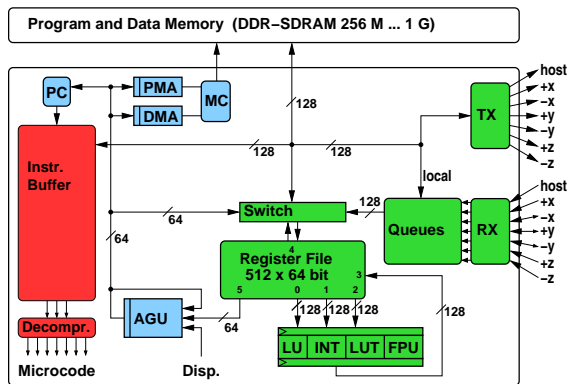 Program and Data Memory (DDR−SDRAM 256 M ... 1 G)
PC
PMA
DMA
MC
128
TX
host
+x
−x
+y
−y
+z
−z
Instr.
Buffer
128
128
local
64
64
Switch
128
Queues
RX
host
+x
-x
+y
−y
+z
−z
4
Register File
512 x 64 bit
3
5
0
1
2
AGU
64
128
128
128
128
Decompr.
LU
INT
LUT
FPU
Microcode
Disp.